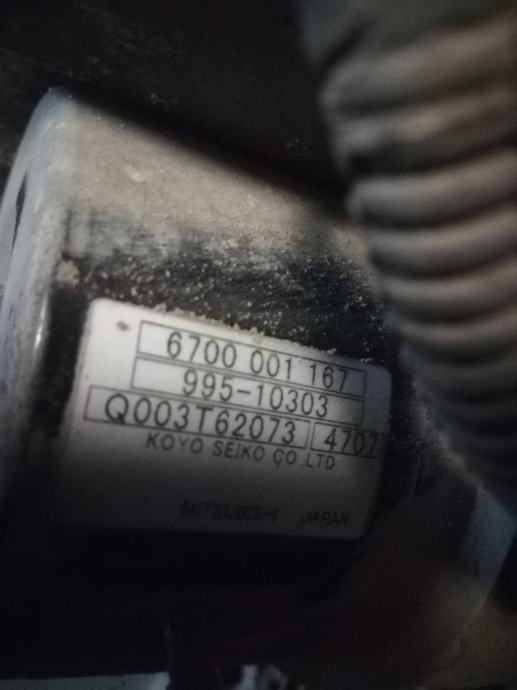 6700 001 167
995-10303
Q003T62073 4707
KOYO SEIKO CO.LTD
MITSUBISHI JAPAN